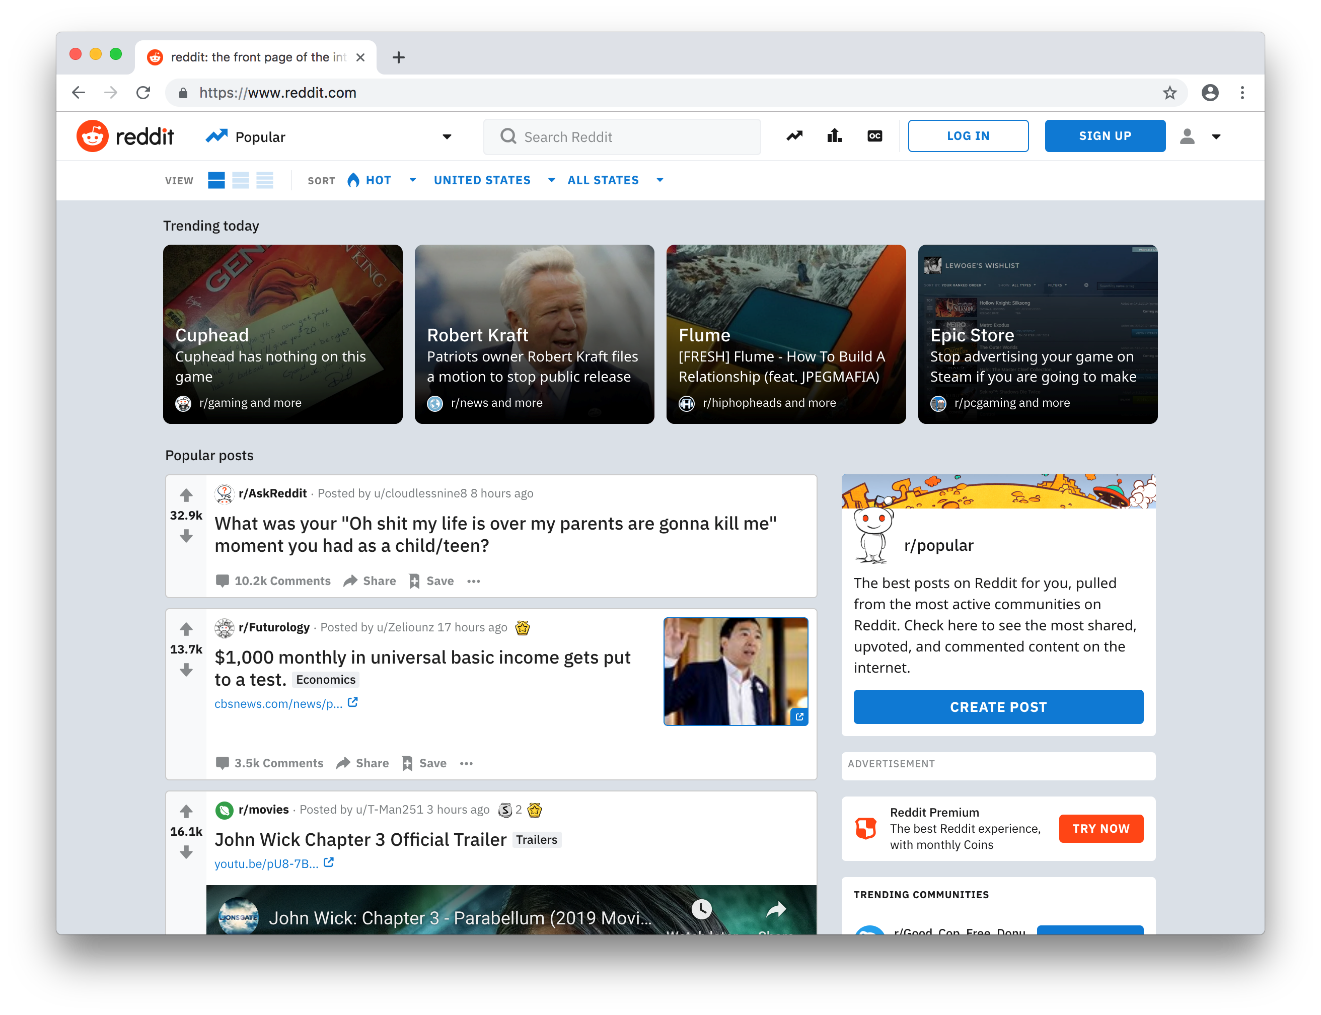 reddit: the front page of the int
https://www.reddit.com
reddit
Popular
Search Reddit
OC
LOG IN
SIGN UP
VIEW
SORT
HOT
UNITED STATES
ALL STATES
Trending today
GEN
KING
Cuphead
Cuphead has nothing on this
game
r/gaming and more
Robert Kraft
Patriots owner Robert Kraft files
a motion to stop public release
r/news and more
Flume
[FRESH] Flume - How To Build A
Relationship (feat. JPEGMAFIA)
r/hiphopheads and more
LEWOGE'S WISHLIST
Hollow Knight: Silksong
Epic Store
Stop advertising your game on
Steam if you are going to make
r/pcgaming and more
Popular posts
32.9k
r/AskReddit · Posted by u/cloudlessnine8 8 hours ago
What was your "Oh shit my life is over my parents are gonna kill me"
moment you had as a child/teen?
10.2k Comments
Share
Save
13.7k
r/Futurology · Posted by u/Zeliounz 17 hours ago
$1,000 monthly in universal basic income gets put
to a test.
Economics
cbsnews.com/news/p...
3.5k Comments
Share
Save
16.1k
r/movies · Posted by u/T-Man251 3 hours ago
S 2
John Wick Chapter 3 Official Trailer
Trailers
youtu.be/pU8-7B...
LIONSGATE
John Wick: Chapter 3 - Parabellum (2019 Movi...
r/popular
The best posts on Reddit for you, pulled
from the most active communities on
Reddit. Check here to see the most shared,
upvoted, and commented content on the
internet.
CREATE POST
ADVERTISEMENT
Reddit Premium
The best Reddit experience,
with monthly Coins
TRY NOW
TRENDING COMMUNITIES
r/Good_Cop_Free_Donu